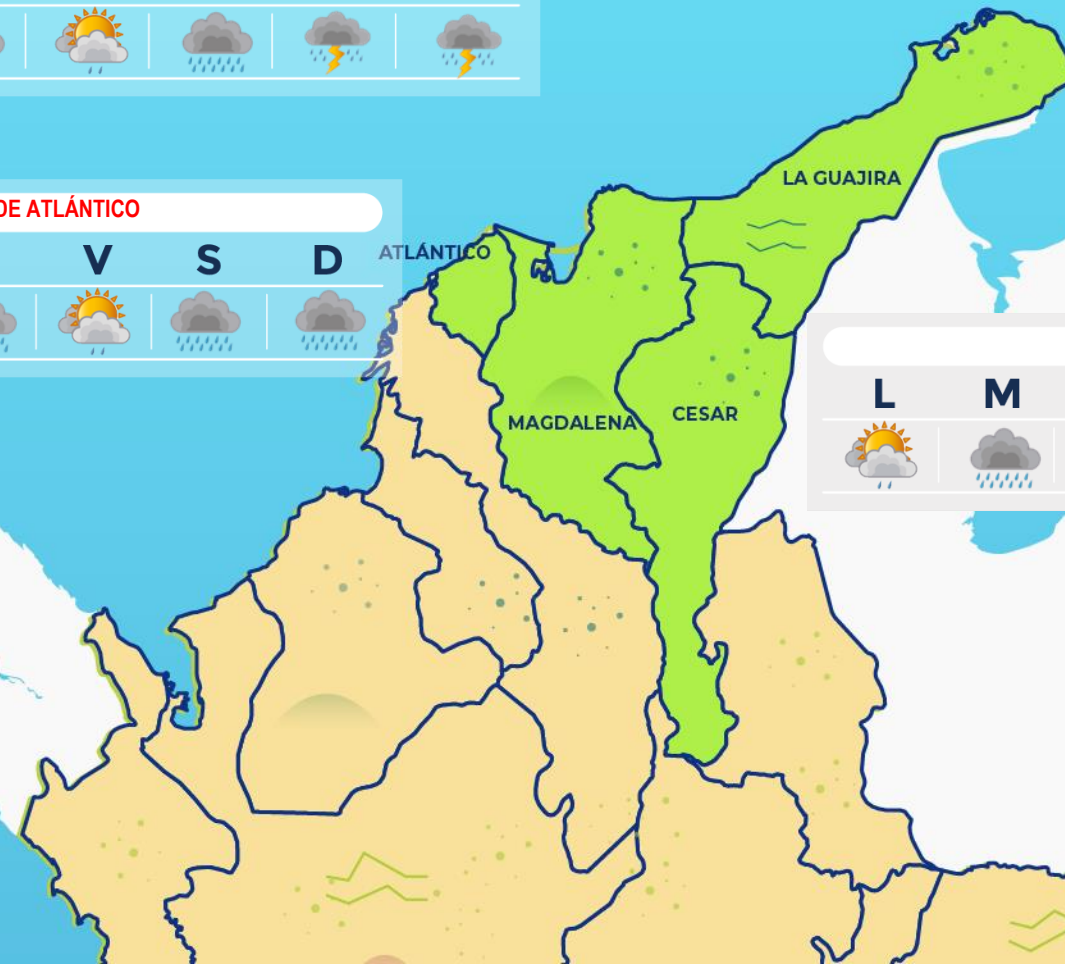 LA GUAJIRA
DE ATLÁNTICO
V S D
ATLÁNTICO
L M
MAGDALENA
CESAR